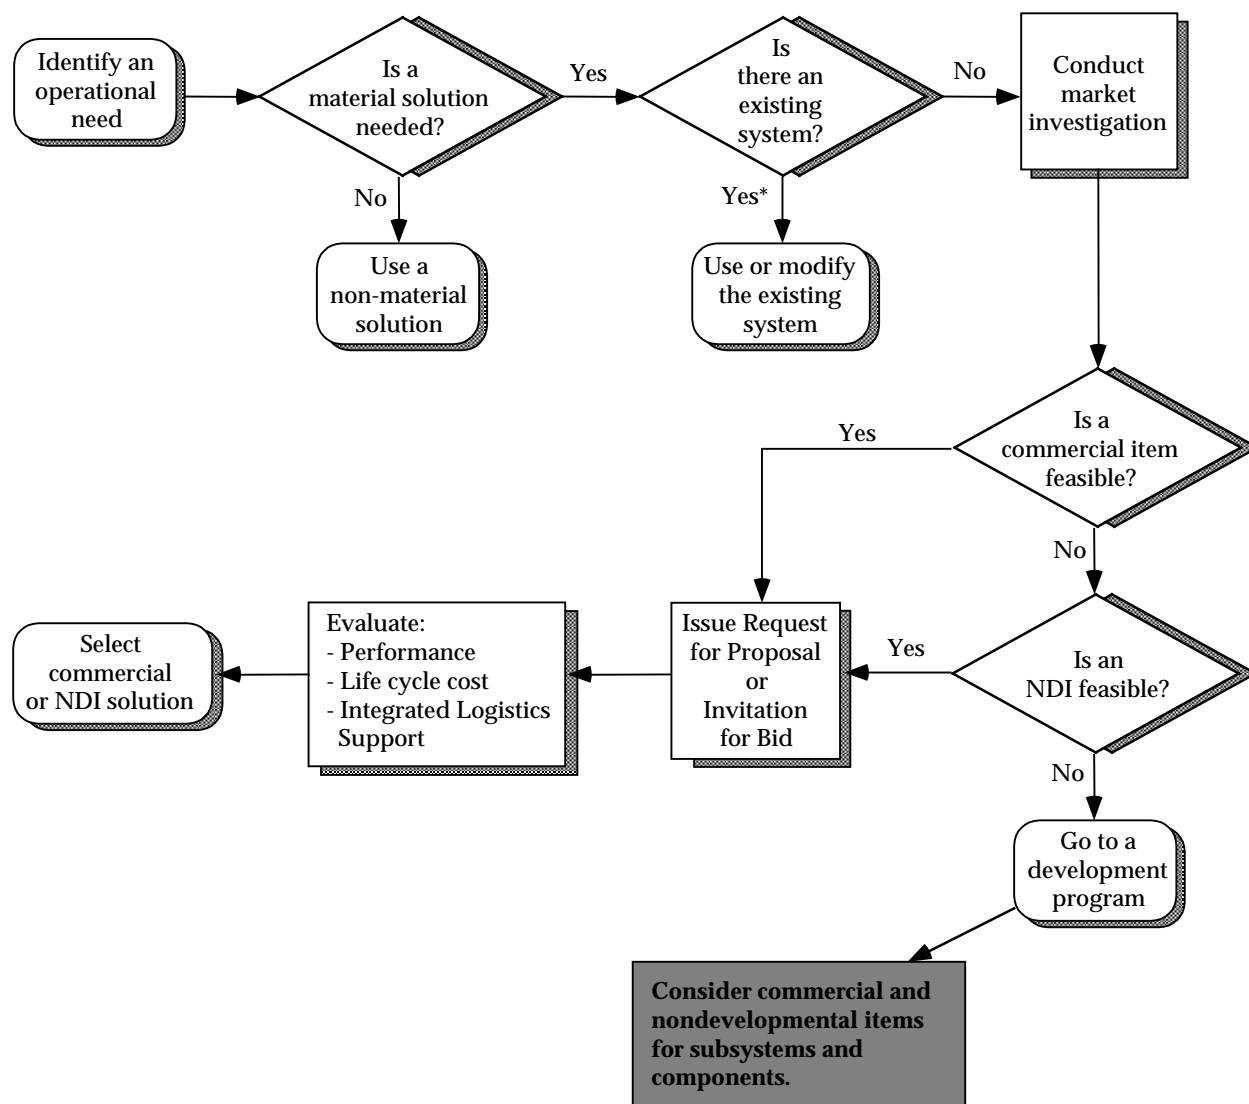 Identify an
operational
need
Is a
material solution
needed?
Yes
Is
there an
existing
system?
No
Conduct
market
investigation
No
Yes*
Use a
non-material
solution
Use or modify
the existing
system
Is a
commercial item
feasible?
Yes
No
Select
commercial
or NDI solution
Evaluate:
- Performance
- Life cycle cost
- Integrated Logistics
Support
Issue Request
for Proposal
or
Invitation
for Bid
Yes
Is an
NDI feasible?
No
Go to a
development
program
Consider commercial and
nondevelopmental items
for subsystems and
components.